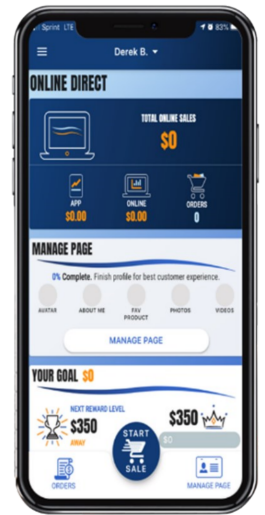 Sprint LTE 83%
Derek B.
ONLINE DIRECT
TOTAL ONLINE SALES
$0
APP ONLINE ORDERS
$0.00 $0.00 0
MANAGE PAGE
0% Complete. Finish profile for best customer experience.
AVATAR ABOUT ME FAV PRODUCT PHOTOS VIDEOS
MANAGE PAGE
YOUR GOAL $0
NEXT REWARD LEVEL
$350 $350
AWAY $0
START
SALE
ORDERS MANAGE PAGE